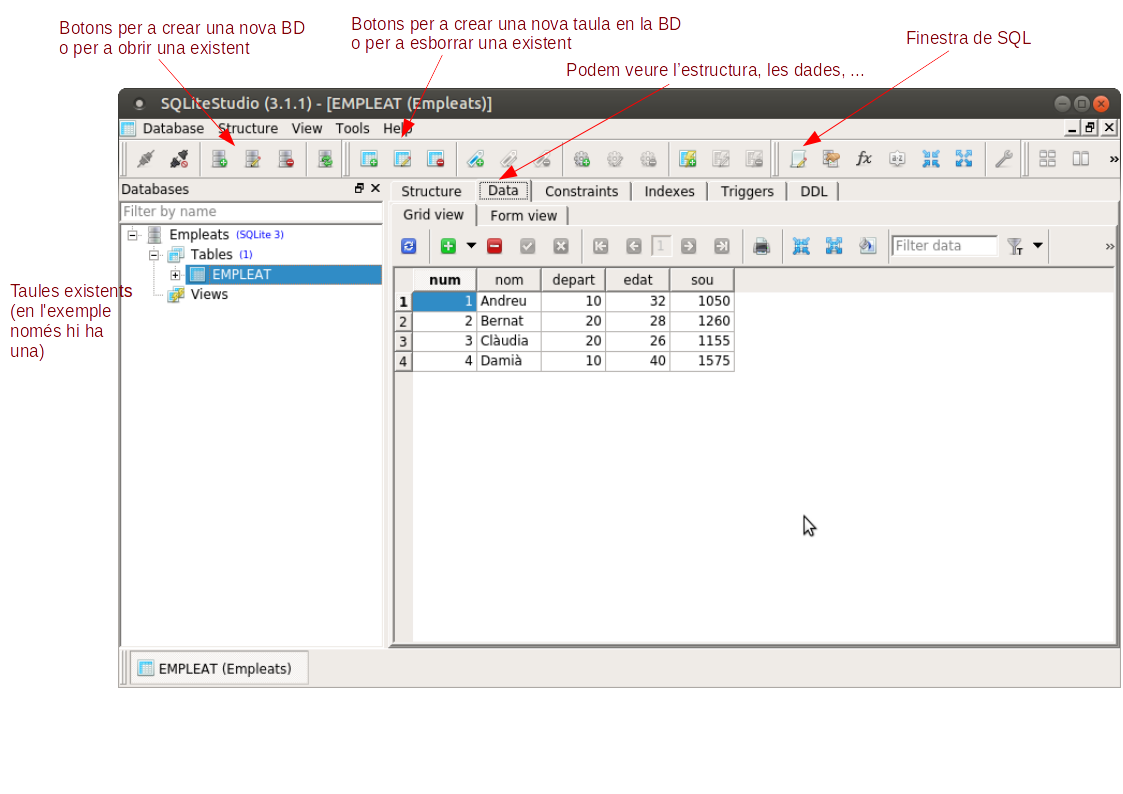 Botons per a crear una nova BD
o per a obrir una existent
Botons per a crear una nova taula en la BD
o per a esborrar una existent
Podem veure l'estructura, les dades, ...
Finestra de SQL
SQLiteStudio (3.1.1) - [EMPLEAT (Empleats)]
Database Structure View Tools Help
fx
Databases
Structure Data Constraints Indexes Triggers DDL
Filter by name
Grid view Form view
Empleats (SQLite 3)
Tables (1)
EMPLEAT
Views
1 Filter data
Taules existents
(en l'exemple
només hi ha
una)
num nom depart edat sou
1 1 Andreu 10 32 1050
2 2 Bernat 20 28 1260
3 3 Clàudia 20 26 1155
4 4 Damià 10 40 1575
EMPLEAT (Empleats)